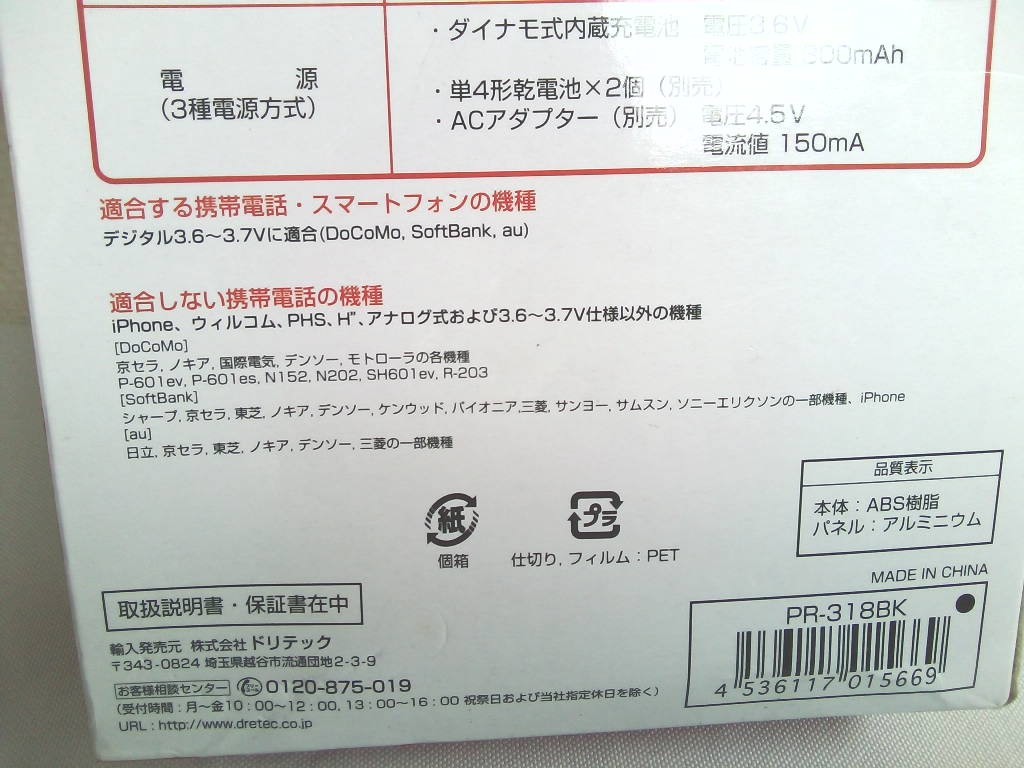 電源
(3種電源方式)
・ダイナモ式内蔵充電池 電圧3.6V
電池容量 300mAh
・単4形乾電池×2個(別売)
・ACアダプター(別売) 電圧4.5V
電流値 150mA
適合する携帯電話・スマートフォンの機種
デジタル3.6〜3.7Vに適合(DoCoMo, SoftBank, au)
適合しない携帯電話の機種
iPhone、ウィルコム、PHS、H"、アナログ式および3.6〜3.7V仕様以外の機種
[DoCoMo]
京セラ, ノキア, 国際電気, デンソー, モトローラの各機種
P-601ev, P-601es, N152, N202, SH601ev, R-203
[SoftBank]
シャープ, 京セラ, 東芝, ノキア, デンソー, ケンウッド, パイオニア,三菱, サンヨー, サムスン, ソニーエリクソンの一部機種、iPhone
[au]
日立, 京セラ, 東芝, ノキア, デンソー, 三菱の一部機種
紙
個箱
プラ
仕切り, フィルム：PET
品質表示
本体：ABS樹脂
パネル：アルミニウム
MADE IN CHINA
取扱説明書・保証書在中
輸入発売元 株式会社ドリテック
〒343-0824 埼玉県越谷市流通団地2-3-9
お客様相談センター 0120-875-019
(受付時間：月〜金10：00〜12：00, 13：00〜16：00 祝祭日および当社指定休日を除く)
URL：http://www.dretec.co.jp
PR-318BK
4 536117 015669